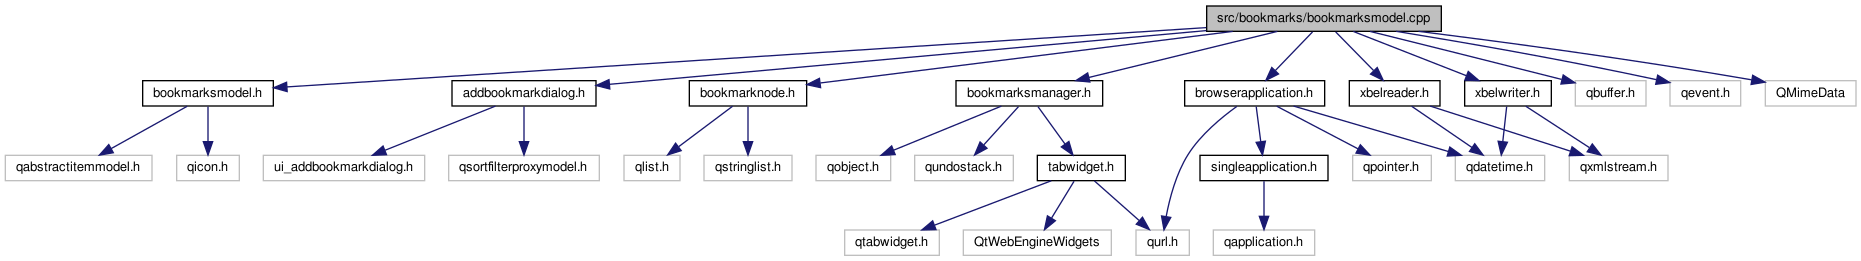 src/bookmarks/bookmarksmodel.cpp
bookmarksmodel.h
addbookmarkdialog.h
bookmarknode.h
bookmarksmanager.h
browserapplication.h
xbelreader.h
xbelwriter.h
qbuffer.h
qevent.h
QMimeData
qabstractitemmodel.h
qicon.h
ui_addbookmarkdialog.h
qsortfilterproxymodel.h
qlist.h
qstringlist.h
qobject.h
qundostack.h
tabwidget.h
singleapplication.h
qpointer.h
qdatetime.h
qxmlstream.h
qtabwidget.h
QtWebEngineWidgets
qurl.h
qapplication.h